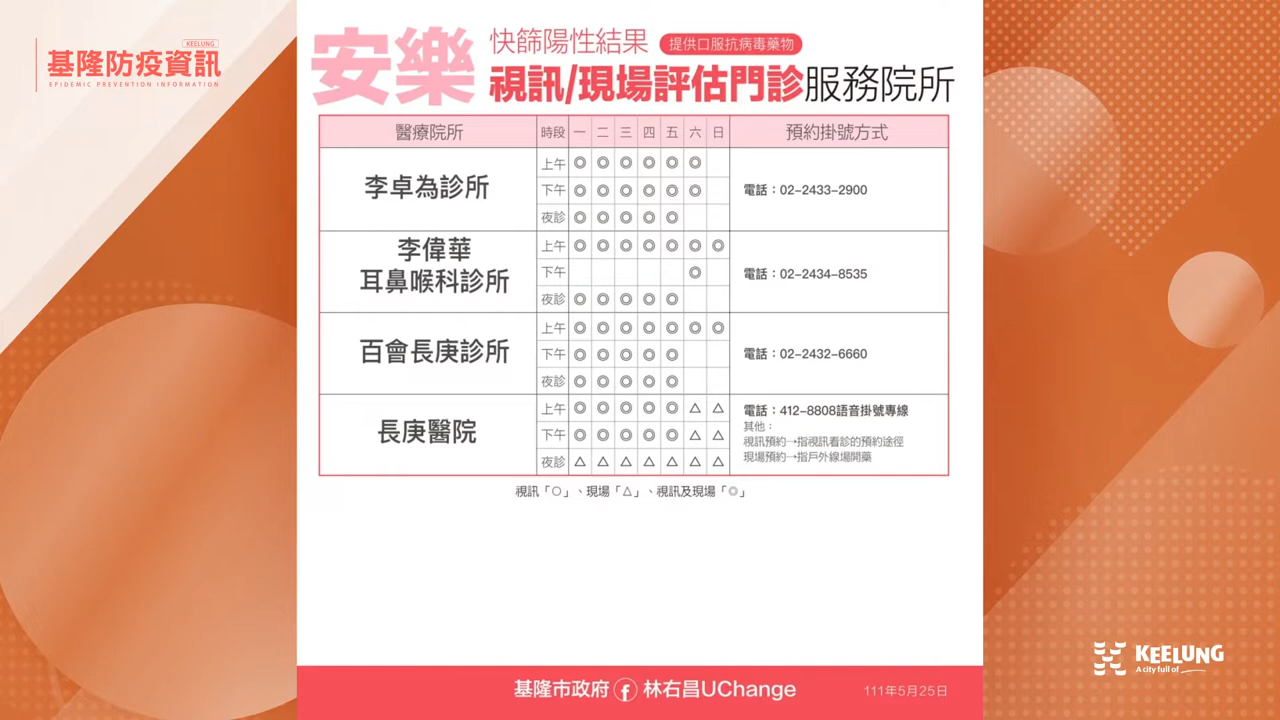 KEELUNG
基隆防疫資訊
EPIDEMIC PREVENTION INFORMATION
安樂
快篩陽性結果 提供口服抗病毒藥物
視訊/現場評估門診服務院所
醫療院所 時段 一 二 三 四 五 六 日 預約掛號方式
李卓為診所
上午 ◎ ◎ ◎ ◎ ◎ ◎
下午 ◎ ◎ ◎ ◎ ◎ ◎
夜診 ◎ ◎ ◎ ◎ ◎
電話：02-2433-2900
李偉華
耳鼻喉科診所
上午 ◎ ◎ ◎ ◎ ◎ ◎ ◎
下午 ◎
夜診 ◎ ◎ ◎ ◎ ◎
電話：02-2434-8535
百會長庚診所
上午 ◎ ◎ ◎ ◎ ◎ ◎ ◎
下午 ◎ ◎ ◎ ◎ ◎
夜診 ◎ ◎ ◎ ◎ ◎
電話：02-2432-6660
長庚醫院
上午 ◎ ◎ ◎ ◎ ◎ △ △
下午 ◎ ◎ ◎ ◎ ◎ △ △
夜診 △ △ △ △ △ △ △
電話：412-8808語音掛號專線
其他：
視訊預約→指視訊看診的預約途徑
現場預約→指戶外線場開藥
視訊「○」、現場「△」、視訊及現場「◎」
基隆市政府 f 林右昌UChange
111年5月25日
KEELUNG
A city full of